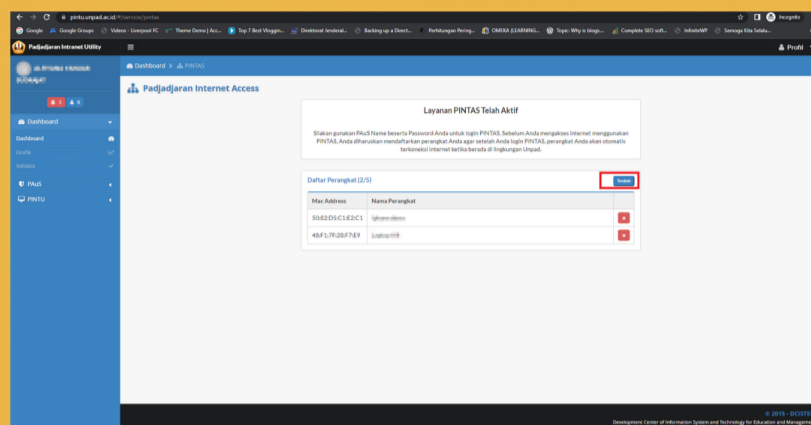 pintu.unpad.ac.id/#/service/pintas
Incognito
Google
Google Groups
Video - Liverpool FC
Theme Demo | Acc...
Top 7 Best Vloggin...
Direktorat Jenderal...
Backing up a Direct...
Perhitungan Pering...
OMEKA (LEARNING...
Topic: Why is blogs...
Complete SEO soft...
InfiniteWP
Semoga Kita Selalu...
Padjadjaran Intranet Utility
Profil
Dashboard > PINTAS
Padjadjaran Internet Access
1
0
Dashboard
Dashboard
Grafik
Validasi
PAuS
PINTU
Layanan PINTAS Telah Aktif
Silakan gunakan PAuS Name beserta Password Anda untuk login PINTAS. Sebelum Anda mengakses Internet menggunakan
PINTAS, Anda diharuskan mendaftarkan perangkat Anda agar setelah Anda login PINTAS, perangkat Anda akan otomatis
terkoneksi internet ketika berada di lingkungan Unpad.
Daftar Perangkat (2/5)
Tambah
Mac Address
Nama Perangkat
50:82:D5:C1:E2:C1
48:F1:7F:28:F7:E9
© 2015 - DCISTE
Development Center of Information System and Technology for Education and Manageme